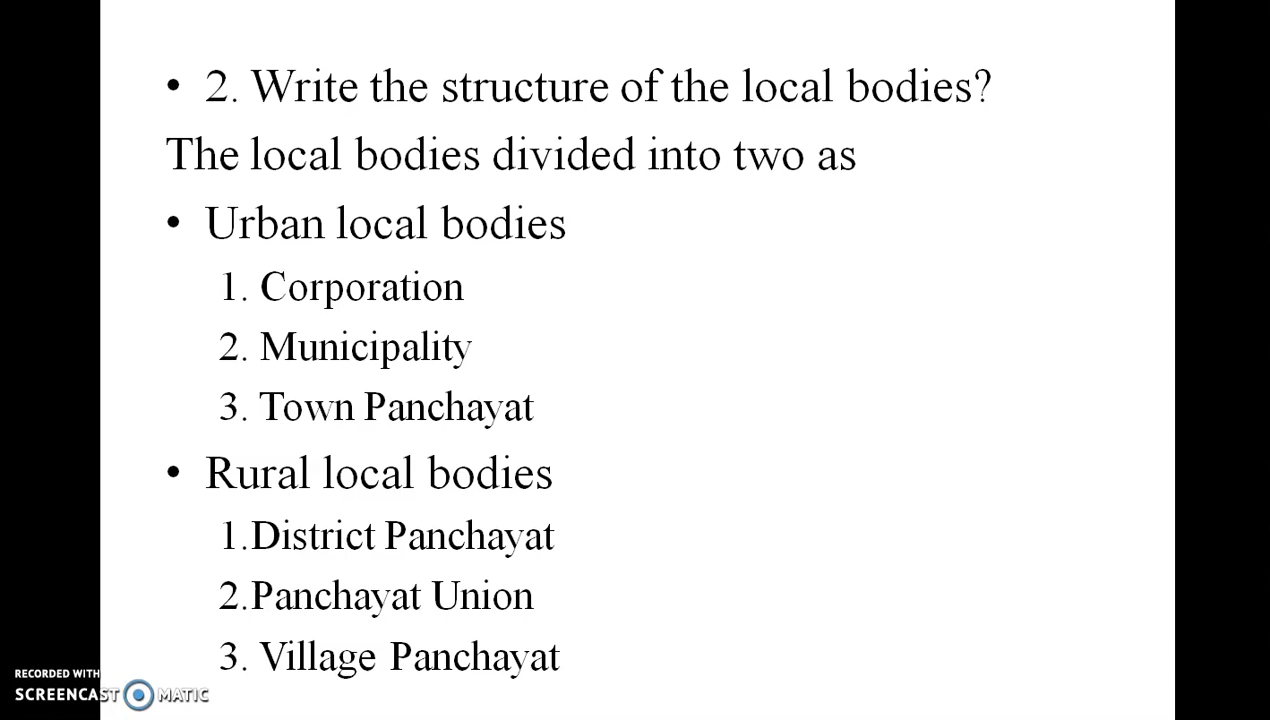 • 2. Write the structure of the local bodies?
The local bodies divided into two as
• Urban local bodies
1. Corporation
2. Municipality
3. Town Panchayat
• Rural local bodies
1.District Panchayat
2.Panchayat Union
3. Village Panchayat
RECORDED WITH
SCREENCAST MATIC